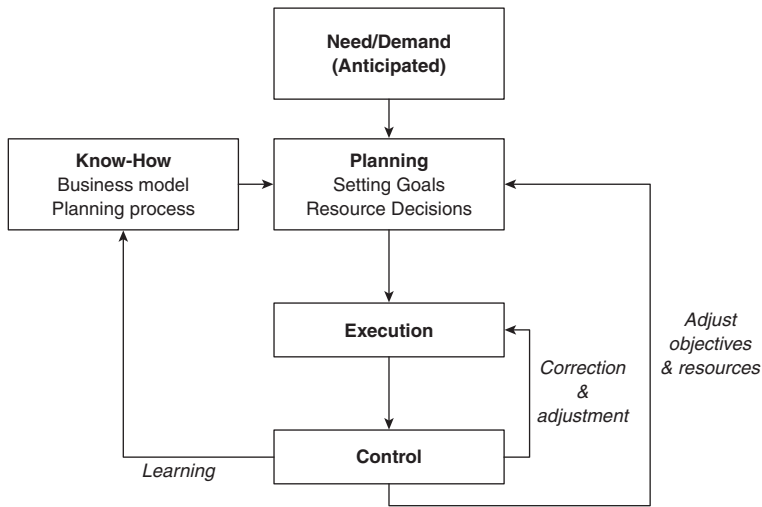 Need/Demand
(Anticipated)
Know-How
Business model
Planning process
Planning
Setting Goals
Resource Decisions
Execution
Adjust
objectives
& resources
Correction
&
adjustment
Control
Learning